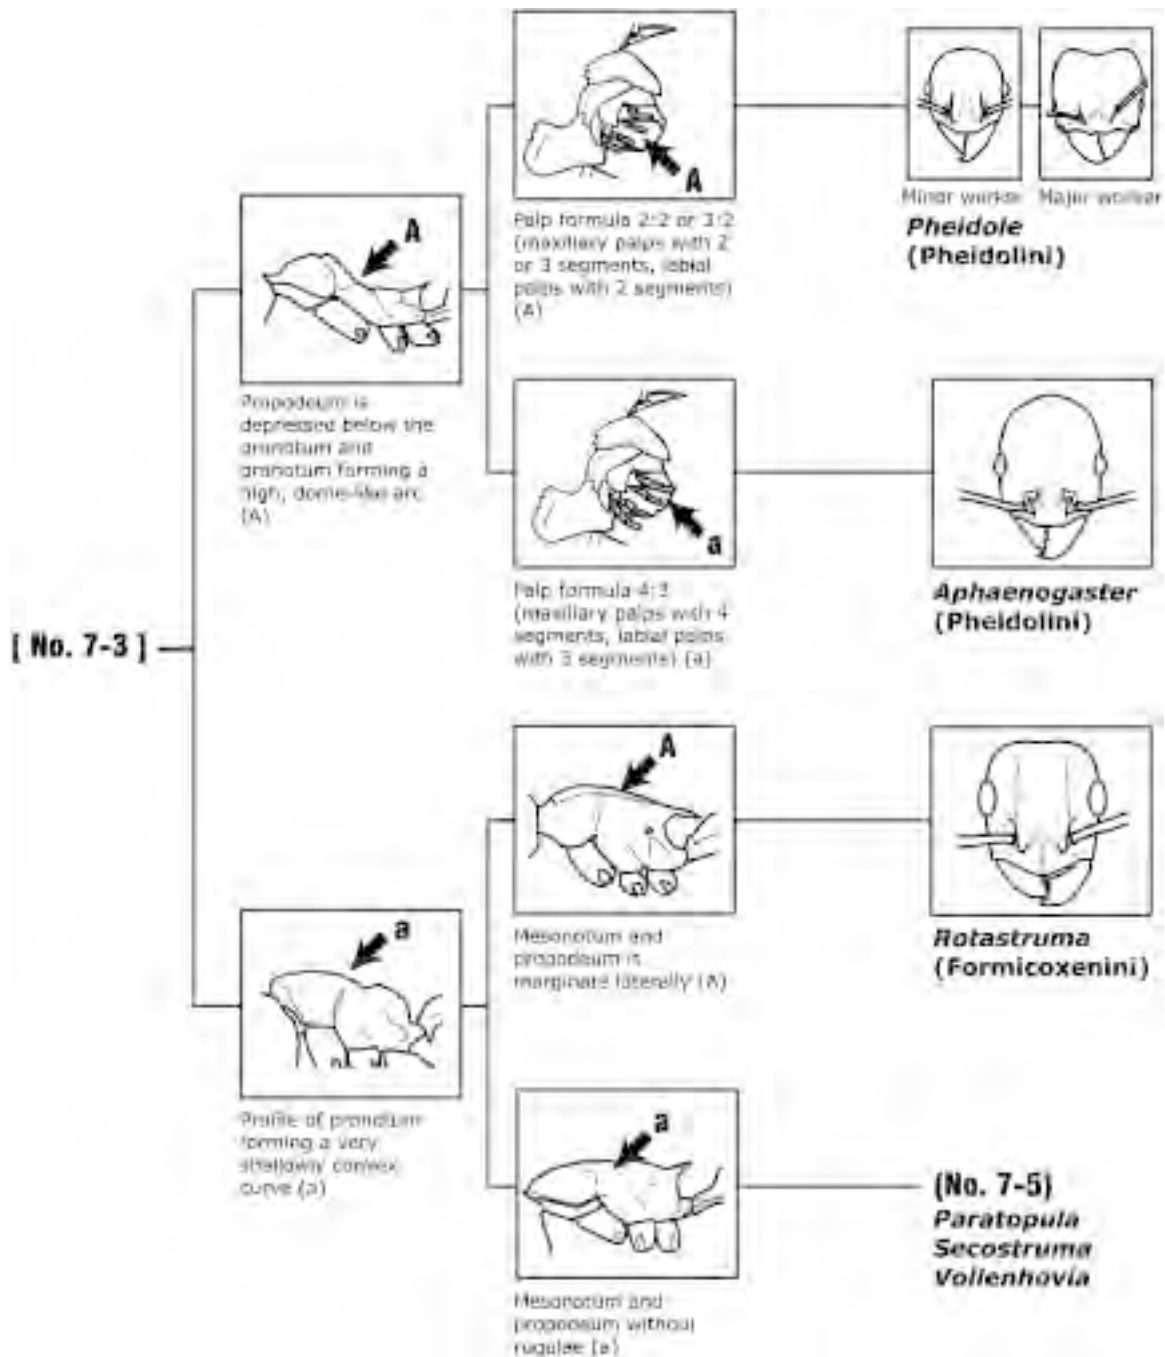 A
Palp formula 2:2 or 3:2
(maxillary palps with 2
or 3 segments, labial
palps with 2 segments)
(A)
Minor worker
Major worker
Pheidole
(Pheidolini)
A
Propodeum is
depressed below the
pronotum and
pronotum forming a
high, dome-like arc
(A)
a
Palp formula 4:3
(maxillary palps with 4
segments, labial palps
with 3 segments) (a)
Aphaenogaster
(Pheidolini)
[ No. 7-3 ]
A
Mesonotum and
propodeum is
marginate laterally (A)
Rotastruma
(Formicoxenini)
a
Profile of pronotum
forming a very
shallowly convex
curve (a)
a
Mesonotum and
propodeum without
rugulae (a)
(No. 7-5)
Paratopula
Secostruma
Vollenhovia